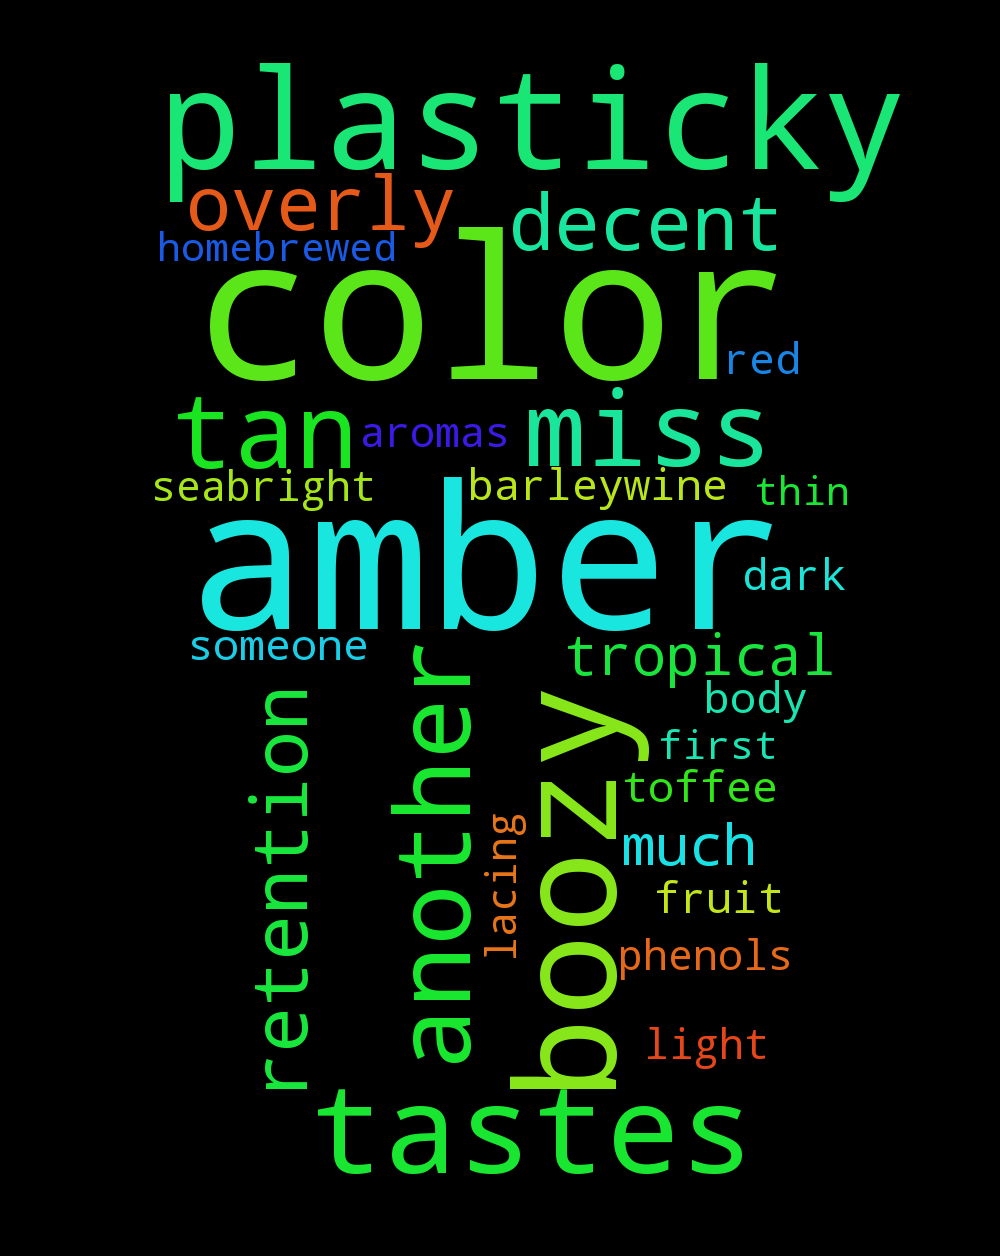 plasticky
overly
decent
homebrewed
color
red
tan
aromas
miss
seabright
barleywine
thin
amber
dark
someone
tropical
another
retention
body
boozy
first
toffee
lacing
much
fruit
phenols
light
tastes